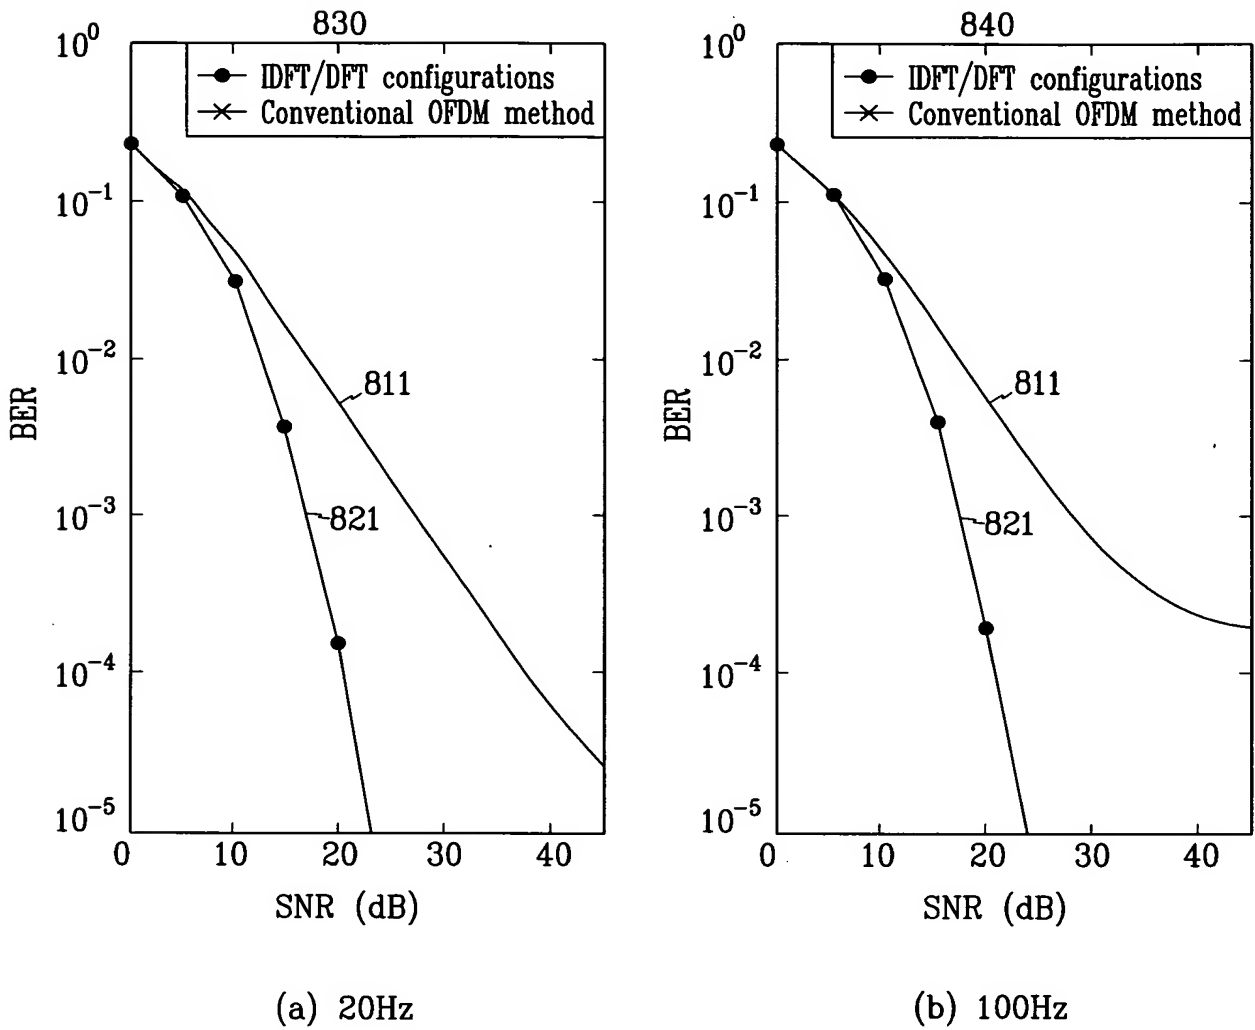 830
10^0
IDFT/DFT configurations
Conventional OFDM method
10^-1
10^-2
811
BER
10^-3
821
10^-4
10^-5
0 10 20 30 40
SNR (dB)
(a) 20Hz
840
10^0
IDFT/DFT configurations
Conventional OFDM method
10^-1
10^-2
811
BER
10^-3
821
10^-4
10^-5
0 10 20 30 40
SNR (dB)
(b) 100Hz